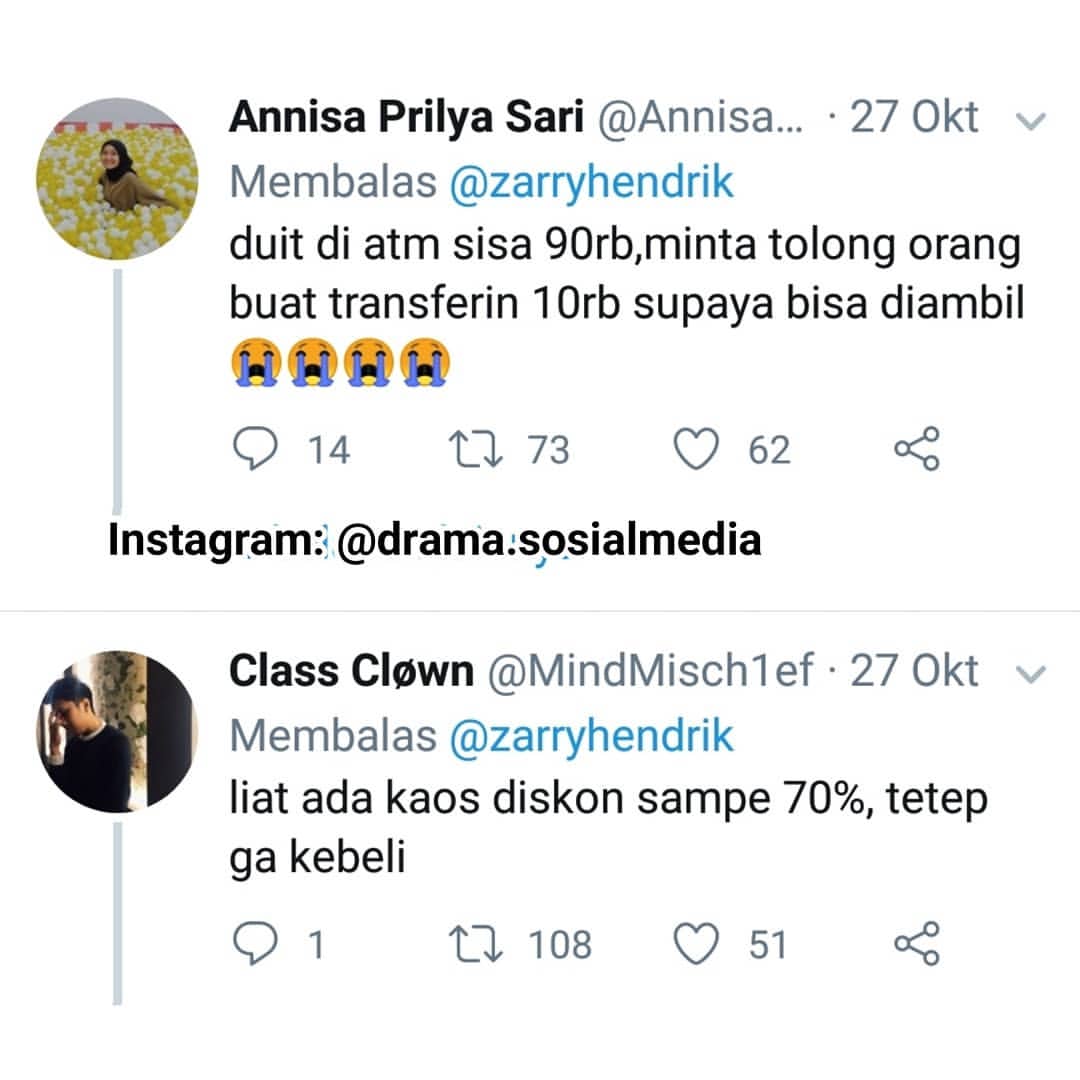 Annisa Prilya Sari @Annisa... · 27 Okt
Membalas @zarryhendrik
duit di atm sisa 90rb,minta tolong orang
buat transferin 10rb supaya bisa diambil
😭😭😭😭
14 73 62
Instagram: @drama.sosialmedia
Class Cløwn @MindMisch1ef · 27 Okt
Membalas @zarryhendrik
liat ada kaos diskon sampe 70%, tetep
ga kebeli
1 108 51